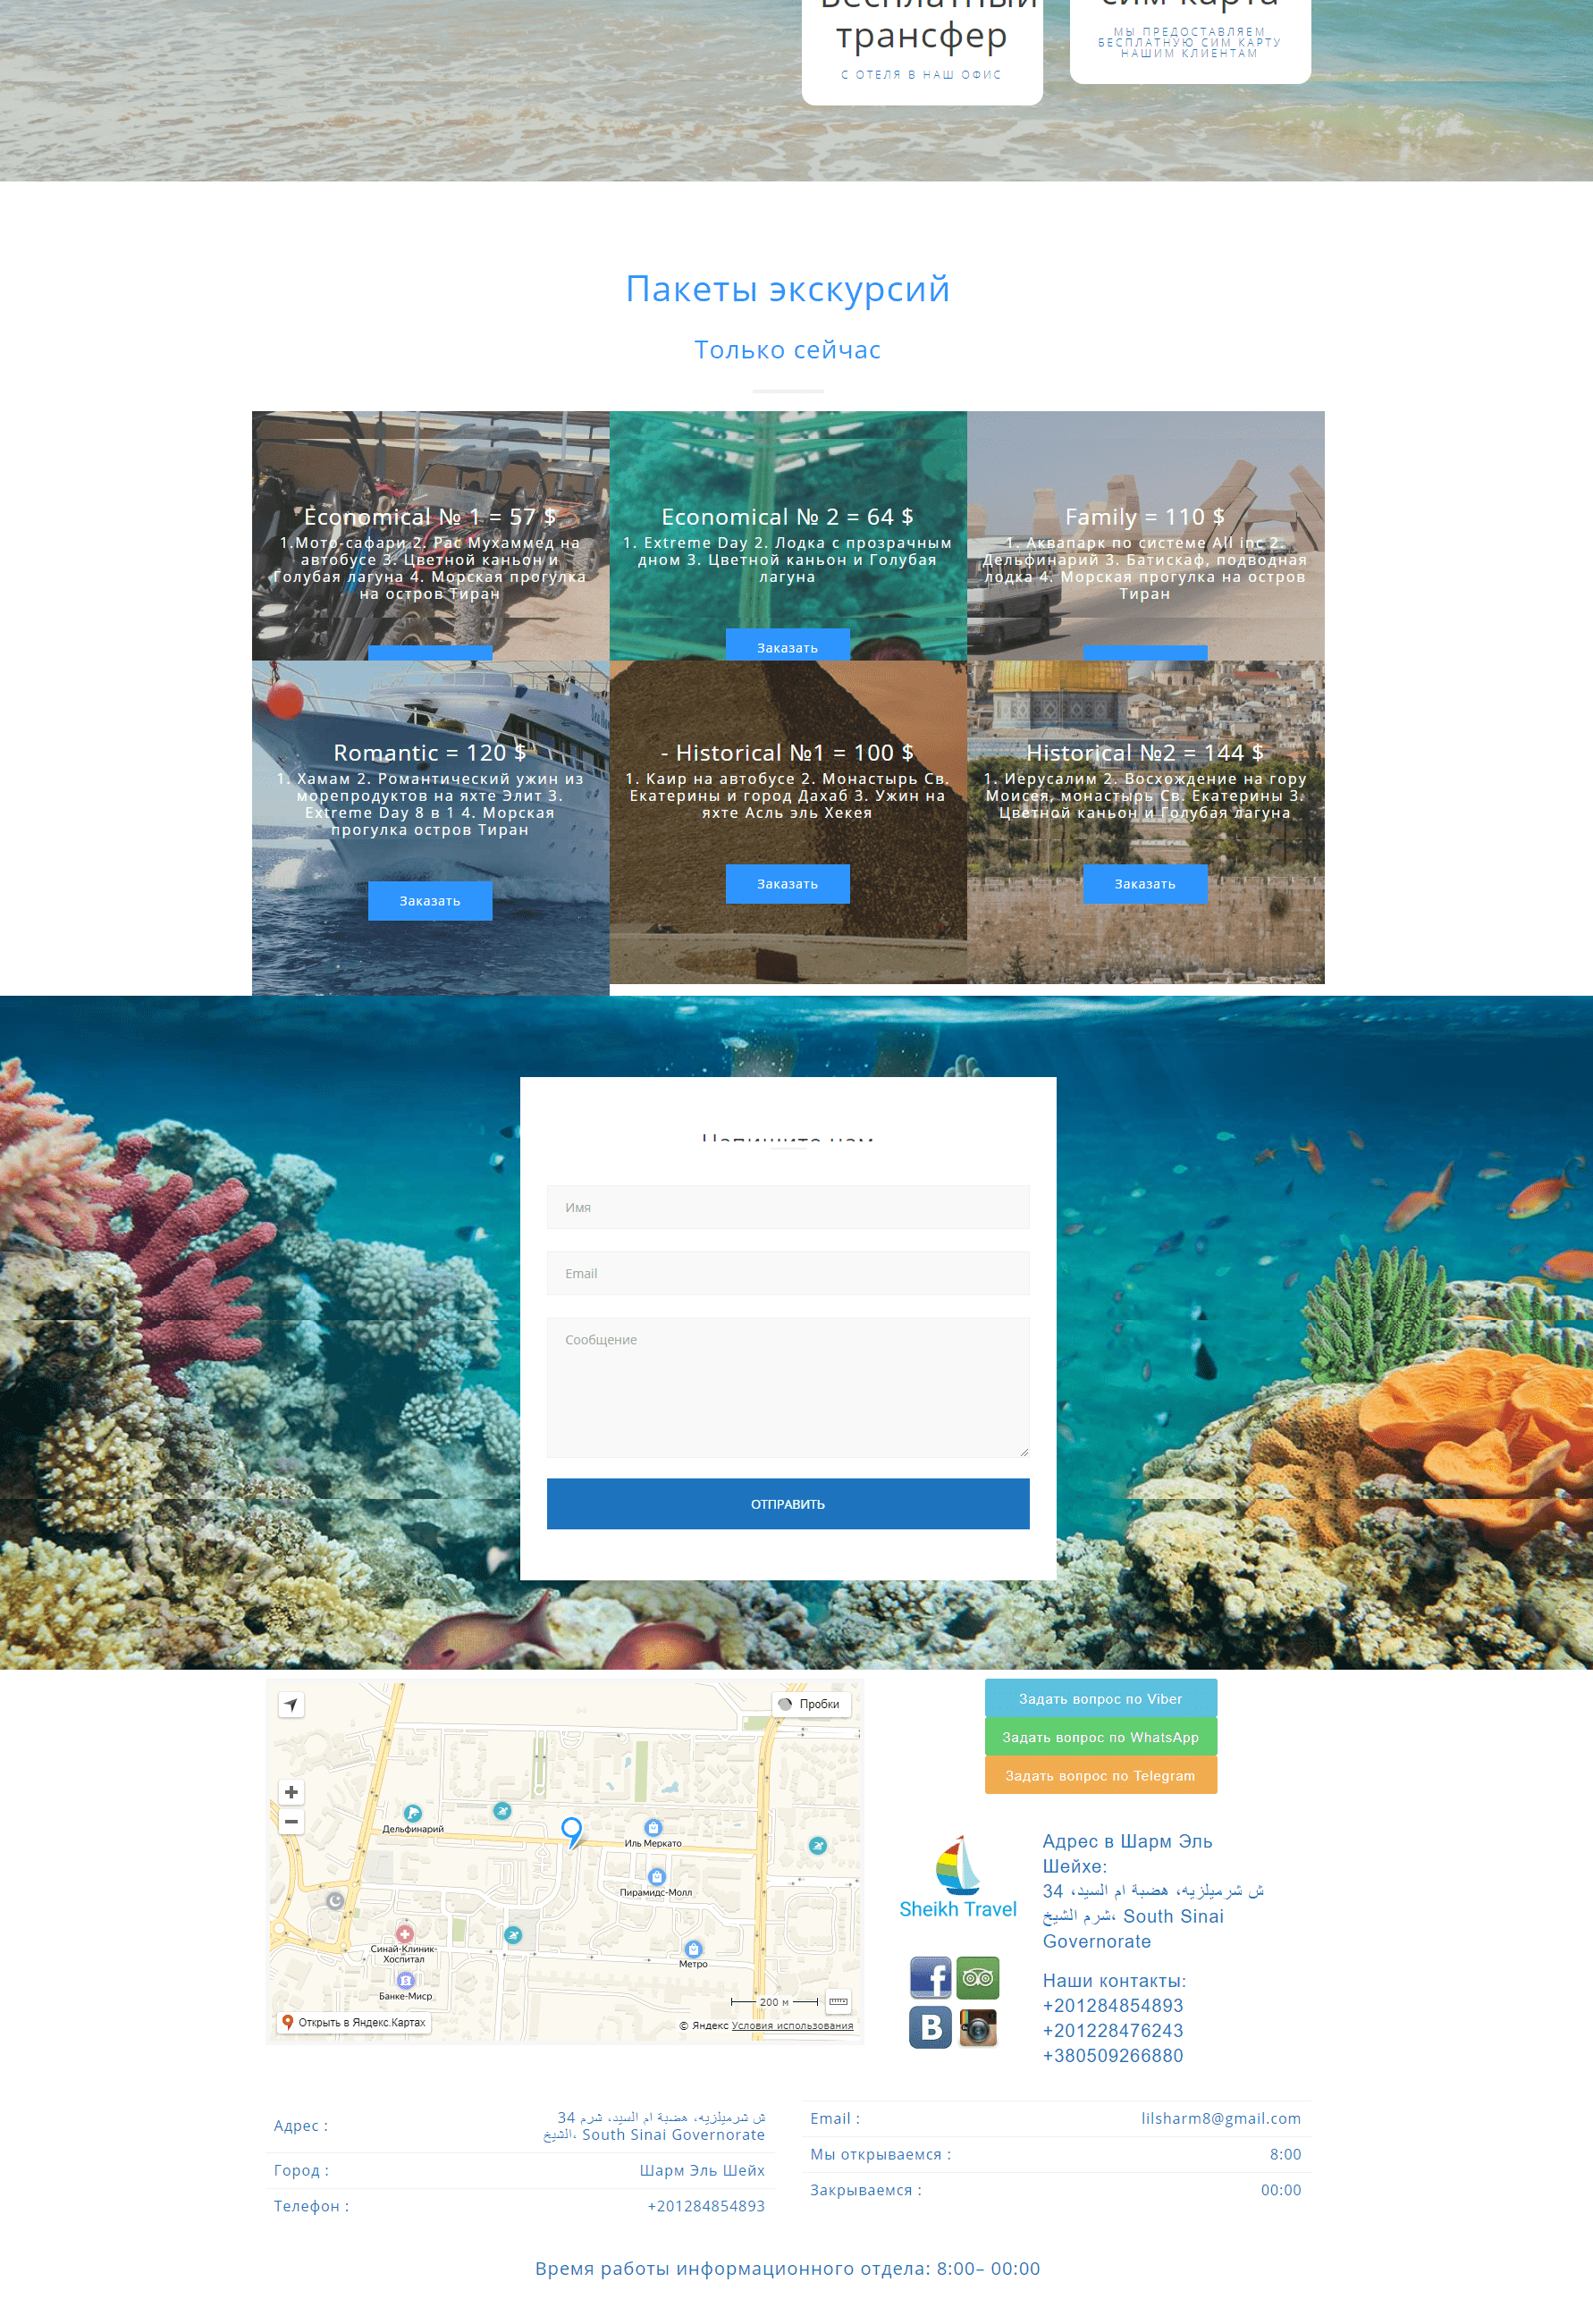 Бесплатный
трансфер
С ОТЕЛЯ В НАШ ОФИС
сим карта
МЫ ПРЕДОСТАВЛЯЕМ
БЕСПЛАТНУЮ СИМ КАРТУ
НАШИМ КЛИЕНТАМ
Пакеты экскурсий
Только сейчас
Economical № 1 = 57 $
1.Мото-сафари 2. Рас Мухаммед на
автобусе 3. Цветной каньон и
Голубая лагуна 4. Морская прогулка
на остров Тиран
Economical № 2 = 64 $
1. Extreme Day 2. Лодка с прозрачным
дном 3. Цветной каньон и Голубая
лагуна
Заказать
Family = 110 $
1. Аквапарк по системе All inc 2.
Дельфинарий 3. Батискаф, подводная
лодка 4. Морская прогулка на остров
Тиран
Romantic = 120 $
1. Хамам 2. Романтический ужин из
морепродуктов на яхте Элит 3.
Extreme Day 8 в 1 4. Морская
прогулка остров Тиран
Заказать
- Historical №1 = 100 $
1. Каир на автобусе 2. Монастырь Св.
Екатерины и город Дахаб 3. Ужин на
яхте Асль эль Хекея
Заказать
Historical №2 = 144 $
1. Иерусалим 2. Восхождение на гору
Моисея, монастырь Св. Екатерины 3.
Цветной каньон и Голубая лагуна
Заказать
Напишите нам
Имя
Email
Сообщение
ОТПРАВИТЬ
Пробки
Дельфинарий
Иль Меркато
Пирамидс-Молл
Синай-Клиник-
Хоспитал
Метро
Банке-Миср
200 м
Открыть в Яндекс.Картах
© Яндекс Условия использования
Задать вопрос по Viber
Задать вопрос по WhatsApp
Задать вопрос по Telegram
Sheikh Travel
Адрес в Шарм Эль
Шейхе:
34 ش شرميلزيه، هضبة ام السيد،
شرم الشيخ، South Sinai
Governorate
Наши контакты:
+201284854893
+201228476243
+380509266880
Адрес :
34 ش شرميلزيه، هضبة ام السيد، شرم
الشيخ، South Sinai Governorate
Город :
Шарм Эль Шейх
Телефон :
+201284854893
Email :
lilsharm8@gmail.com
Мы открываемся :
8:00
Закрываемся :
00:00
Время работы информационного отдела: 8:00– 00:00